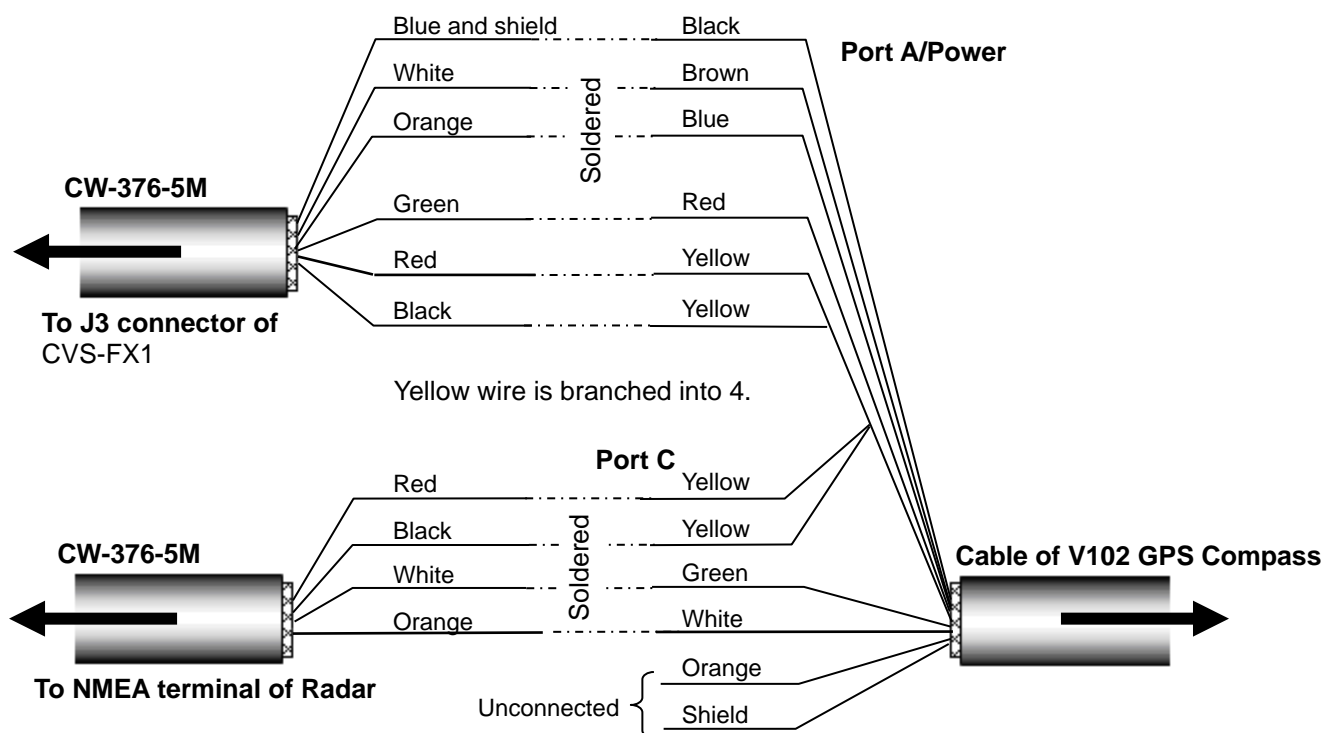 Blue and shield Black
Port A/Power
White Brown
Orange Blue
Soldered
CW-376-5M
Green Red
Red Yellow
Black Yellow
To J3 connector of
CVS-FX1
Yellow wire is branched into 4.
Port C
Red Yellow
Black Yellow
Soldered
CW-376-5M
Cable of V102 GPS Compass
White Green
Orange White
To NMEA terminal of Radar
Unconnected
Orange
Shield